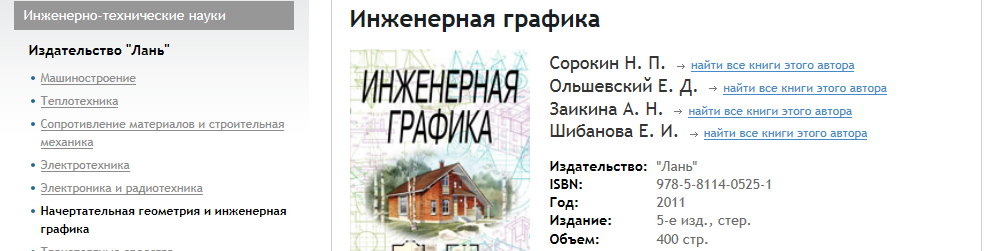 Инженерно-технические науки
Издательство "Лань"
Машиностроение
Теплотехника
Сопротивление материалов и строительная
механика
Электротехника
Электроника и радиотехника
Начертательная геометрия и инженерная
графика
Инженерная графика
ИНЖЕНЕРНАЯ
ГРАФИКА
Сорокин Н. П. → найти все книги этого автора
Ольшевский Е. Д. → найти все книги этого автора
Заикина А. Н. → найти все книги этого автора
Шибанова Е. И. → найти все книги этого автора
Издательство: "Лань"
ISBN: 978-5-8114-0525-1
Год: 2011
Издание: 5-е изд., стер.
Объем: 400 стр.